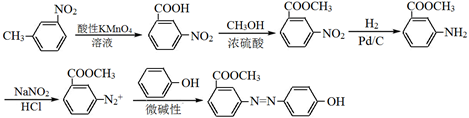 NO₂ COOH COOCH₃ COOCH₃
CH₃ 酸性KMnO₄ 溶液 NO₂ CH₃OH 浓硫酸 NO₂ H₂ Pd/C NH₂
COOCH₃ OH COOCH₃
NaNO₂ HCl N₂⁺ 微碱性 N=N OH